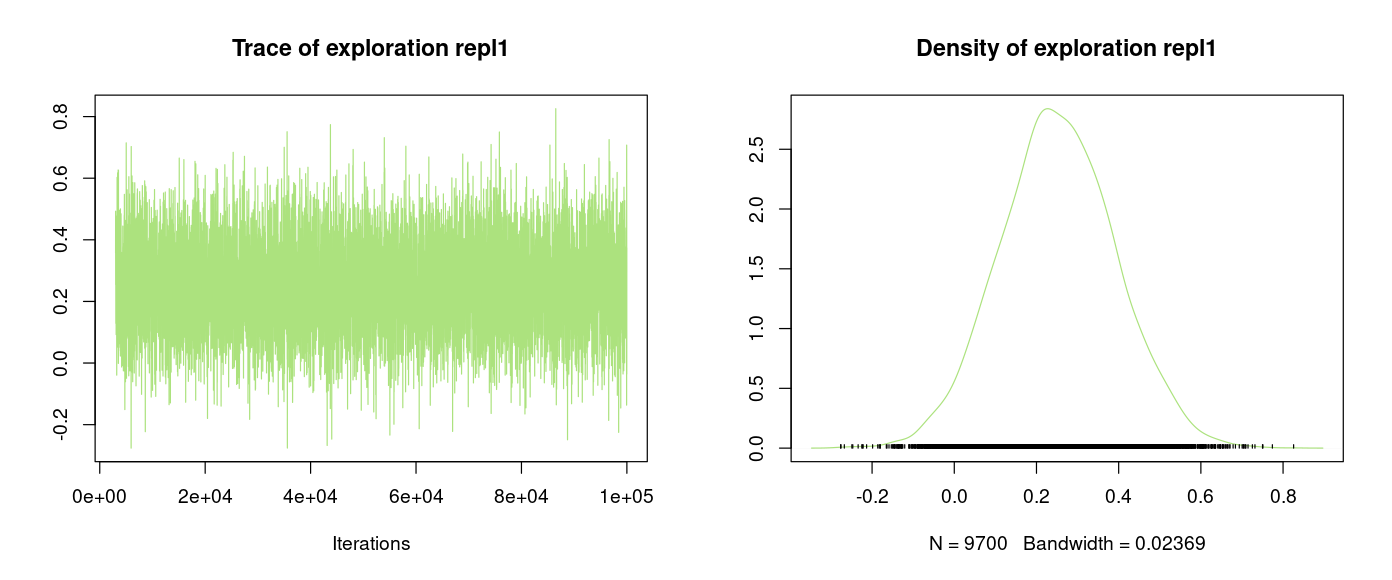 Trace of exploration repl1
0.8
0.6
0.4
0.2
0.0
-0.2
0e+00 2e+04 4e+04 6e+04 8e+04 1e+05
Iterations
Density of exploration repl1
2.5
2.0
1.5
1.0
0.5
0.0
-0.2 0.0 0.2 0.4 0.6 0.8
N = 9700 Bandwidth = 0.02369